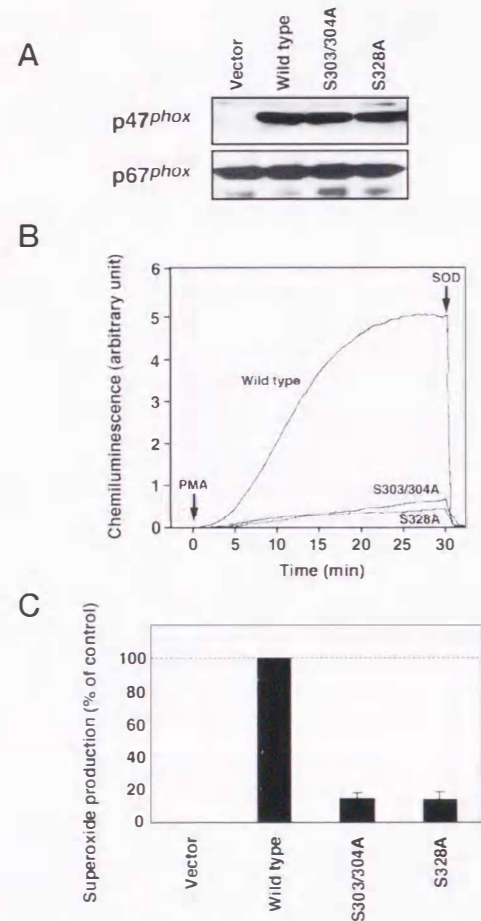 A
Vector
Wild type
S303/304A
S328A
p47phox
p67phox
B
Chemiluminescence (arbitrary unit)
6
5
4
3
2
1
0
SOD
Wild type
PMA
S303/304A
S328A
0 5 10 15 20 25 30
Time (min)
C
Superoxide production (% of control)
100
80
60
40
20
0
Vector
Wild type
S303/304A
S328A